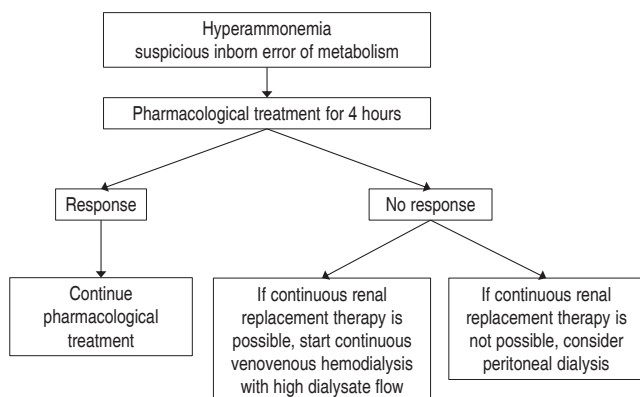 Hyperammonemia
suspicious inborn error of metabolism
Pharmacological treatment for 4 hours
Response
No response
Continue
pharmacological
treatment
If continuous renal
replacement therapy is
possible, start continuous
venovenous hemodialysis
with high dialysate flow
If continuous renal
replacement therapy is
not possible, consider
peritoneal dialysis